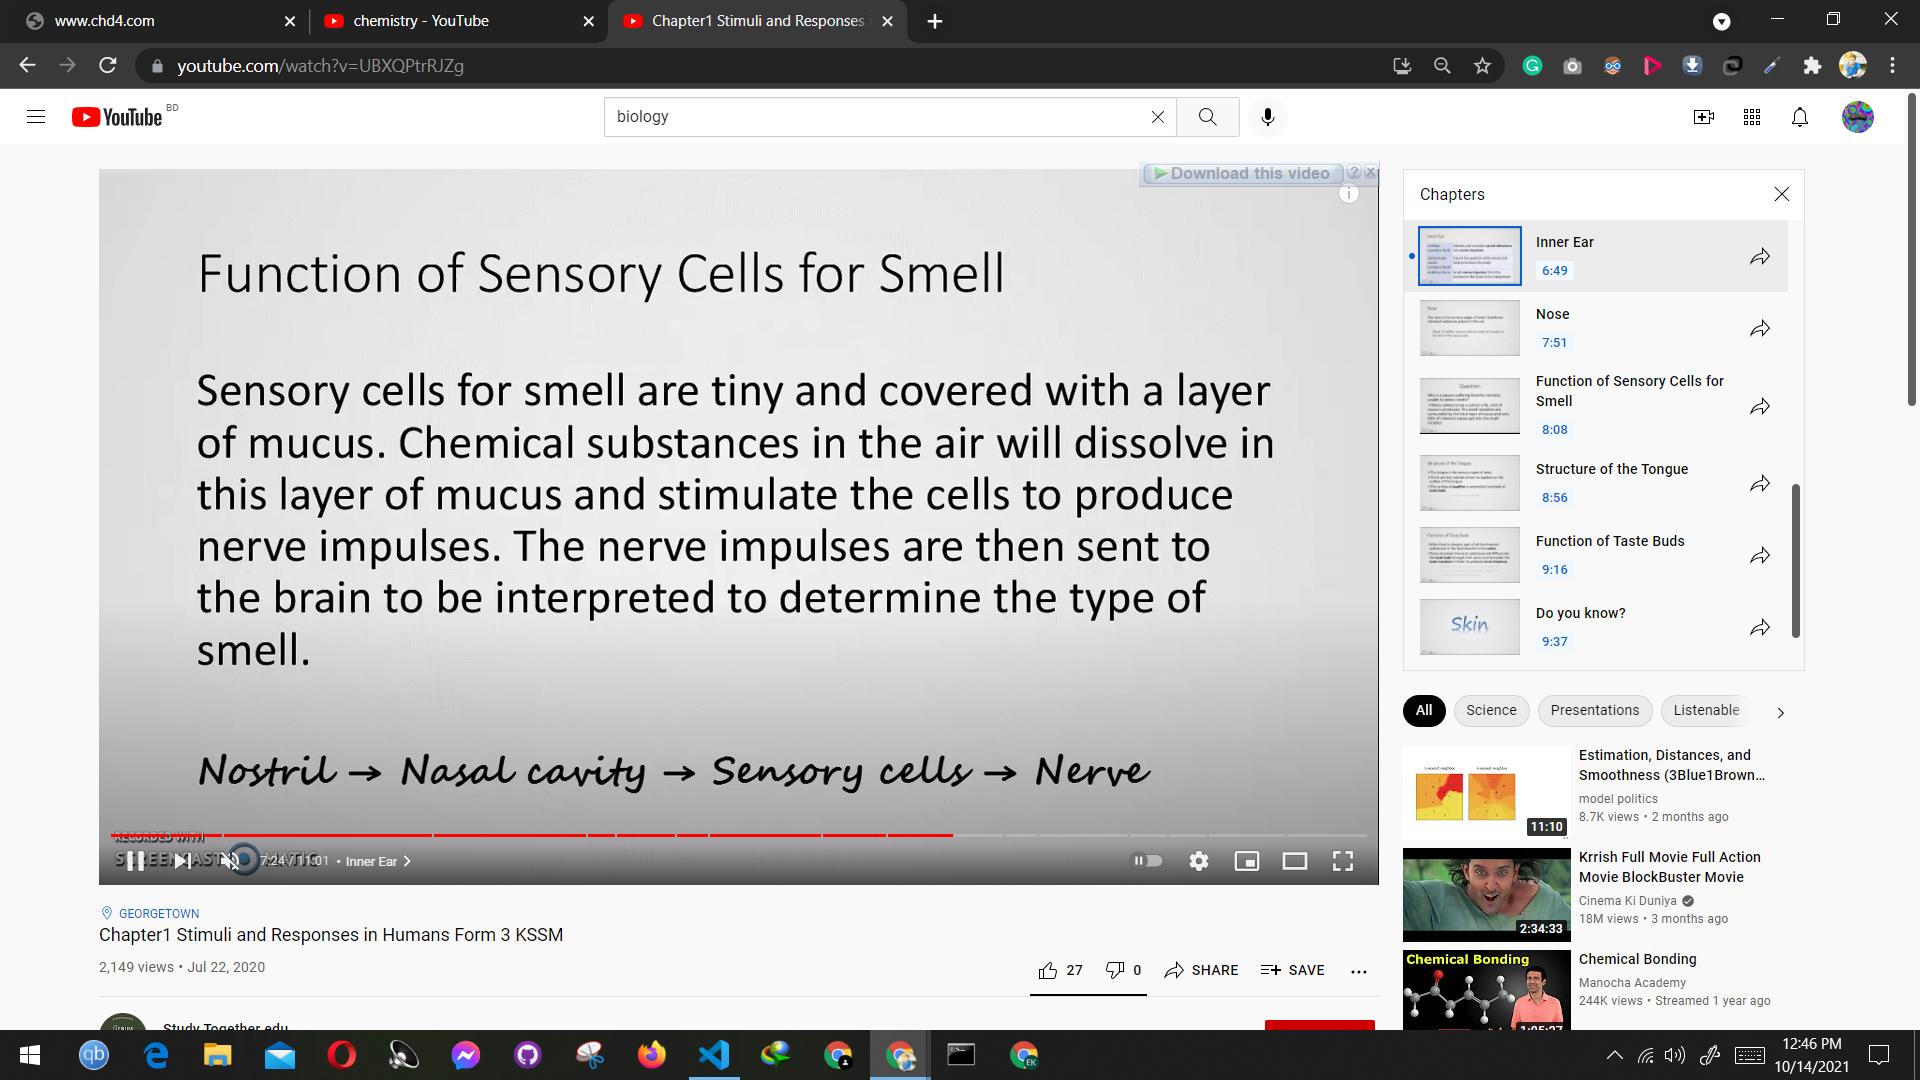 www.chd4.com
chemistry - YouTube
Chapter1 Stimuli and Responses
youtube.com/watch?v=UBXQPtrRJZg
YouTube BD
biology
Download this video ? x
Function of Sensory Cells for Smell
Sensory cells for smell are tiny and covered with a layer
of mucus. Chemical substances in the air will dissolve in
this layer of mucus and stimulate the cells to produce
nerve impulses. The nerve impulses are then sent to
the brain to be interpreted to determine the type of
smell.
Nostril → Nasal cavity → Sensory cells → Nerve
RECORDED WITH
7:24 / 11:01 • Inner Ear
GEORGETOWN
Chapter1 Stimuli and Responses in Humans Form 3 KSSM
2,149 views • Jul 22, 2020
27
0
SHARE
SAVE
Study Together.edu
Chapters
Inner Ear
6:49
Nose
7:51
Function of Sensory Cells for
Smell
8:08
Structure of the Tongue
8:56
Function of Taste Buds
9:16
Skin
Do you know?
9:37
All
Science
Presentations
Listenable
Estimation, Distances, and
Smoothness (3Blue1Brown...
model politics
8.7K views • 2 months ago
11:10
Krrish Full Movie Full Action
Movie BlockBuster Movie
Cinema Ki Duniya
18M views • 3 months ago
2:34:33
Chemical Bonding
Chemical Bonding
Manocha Academy
244K views • Streamed 1 year ago
1:05:27
12:46 PM
10/14/2021